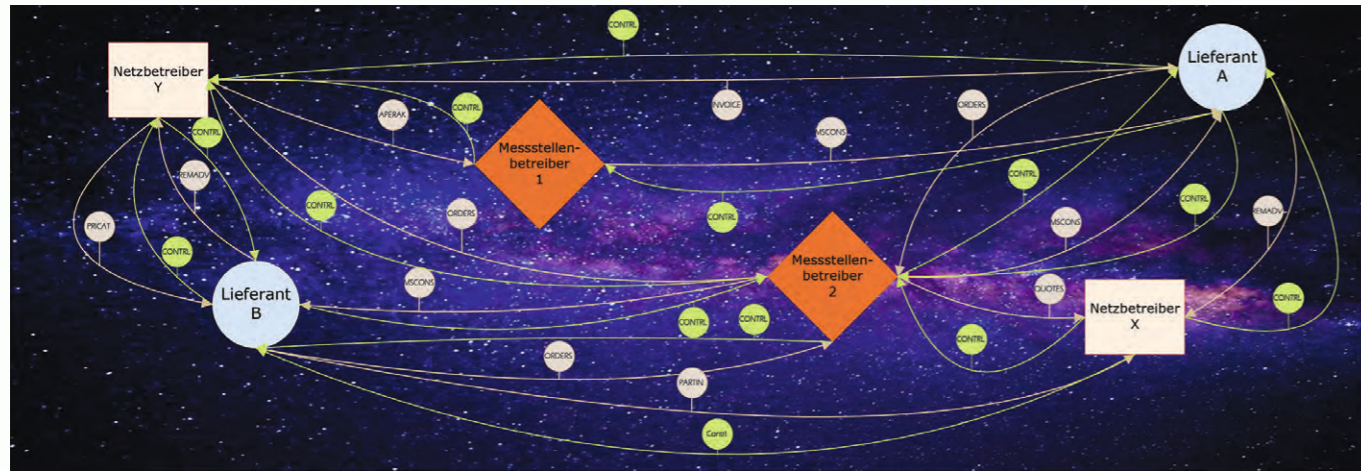 CONTRL
Lieferant
A
Netzbetreiber
Y
APERAK
CONTRL
INVOICE
ORDERS
MSCONS
CONTRL
REMADV
Messstellen-
betreiber
1
CONTRL
ORDERS
CONTRL
CONTRL
MSCONS
CONTRL
REMADV
PRICAT
CONTRL
Lieferant
B
MSCONS
Messstellen-
betreiber
2
QUOTES
Netzbetreiber
X
CONTRL
CONTRL
CONTRL
CONTRL
ORDERS
PARTIN
Contrl